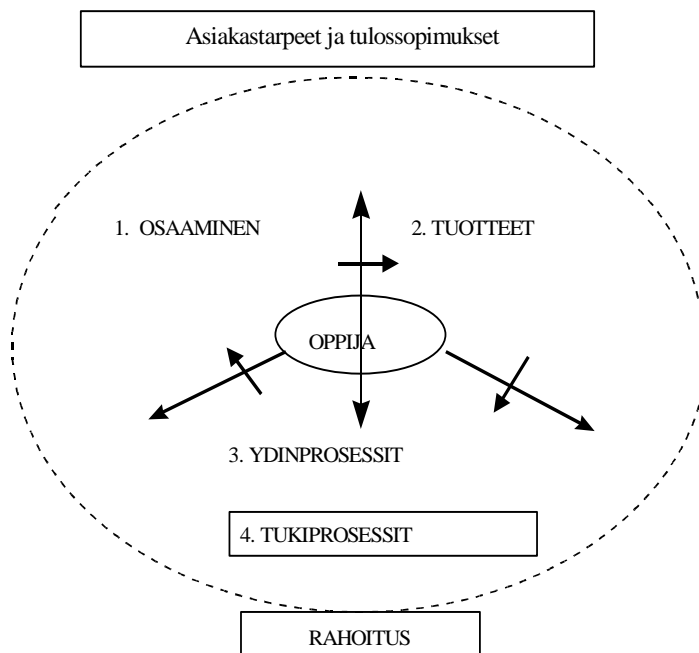 Asiakastarpeet ja tulossopimukset
1. OSAAMINEN
2. TUOTTEET
OPPIJA
3. YDINPROSESSIT
4. TUKIPROSESSIT
RAHOITUS